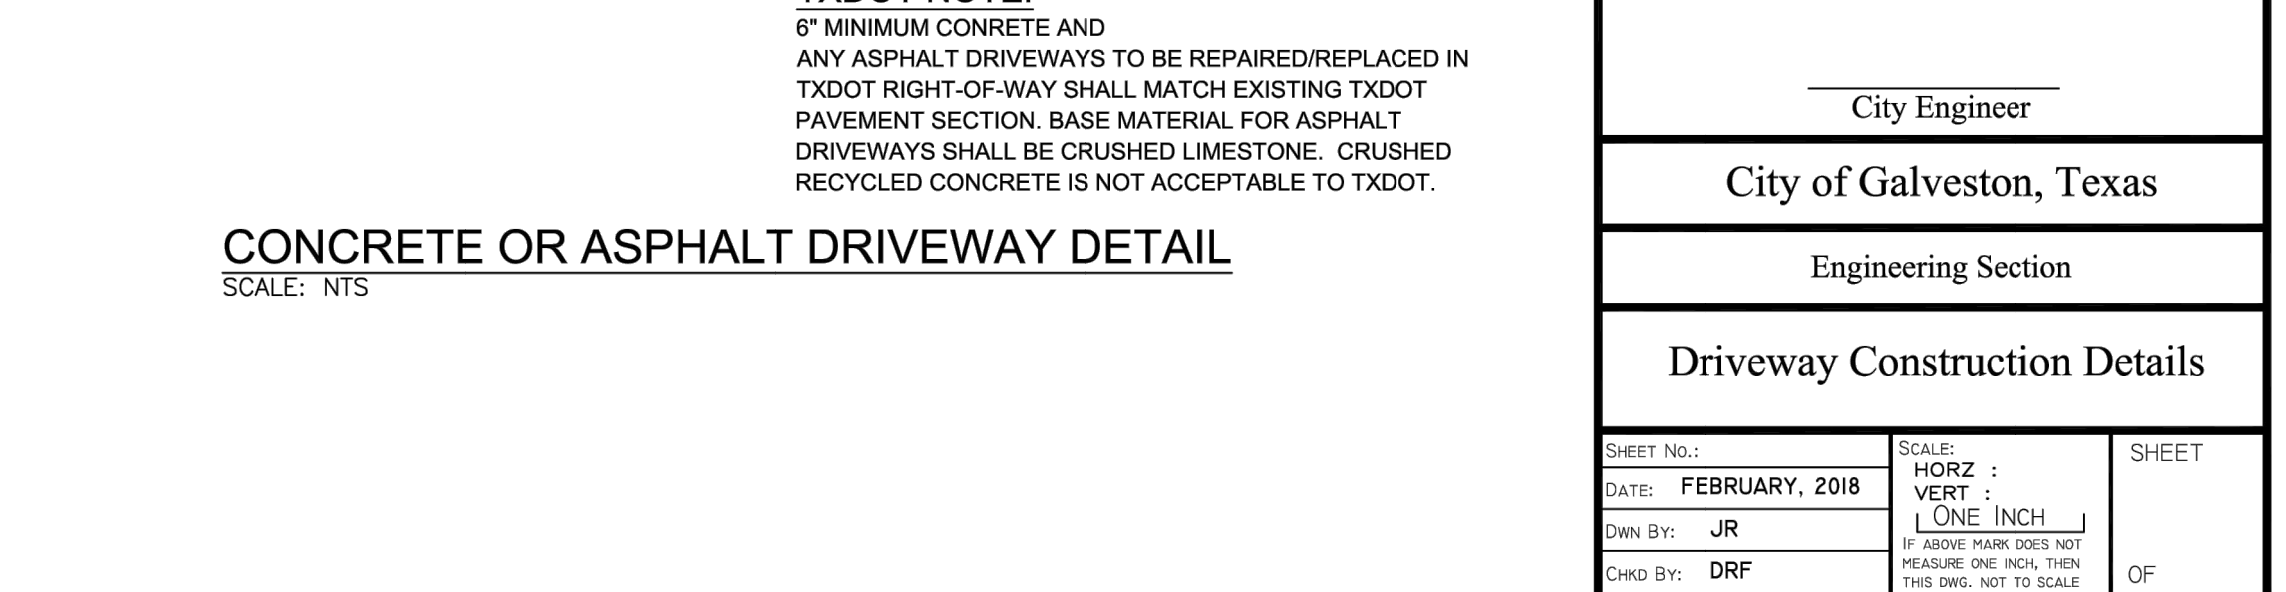 TXDOT NOTE:
6" MINIMUM CONRETE AND
ANY ASPHALT DRIVEWAYS TO BE REPAIRED/REPLACED IN
TXDOT RIGHT-OF-WAY SHALL MATCH EXISTING TXDOT
PAVEMENT SECTION. BASE MATERIAL FOR ASPHALT
DRIVEWAYS SHALL BE CRUSHED LIMESTONE. CRUSHED
RECYCLED CONCRETE IS NOT ACCEPTABLE TO TXDOT.
CONCRETE OR ASPHALT DRIVEWAY DETAIL
SCALE: NTS
City Engineer
City of Galveston, Texas
Engineering Section
Driveway Construction Details
SHEET NO.:
DATE: FEBRUARY, 2018
DWN BY: JR
CHKD BY: DRF
SCALE:
HORZ :
VERT :
ONE INCH
IF ABOVE MARK DOES NOT
MEASURE ONE INCH, THEN
THIS DWG. NOT TO SCALE
SHEET
OF